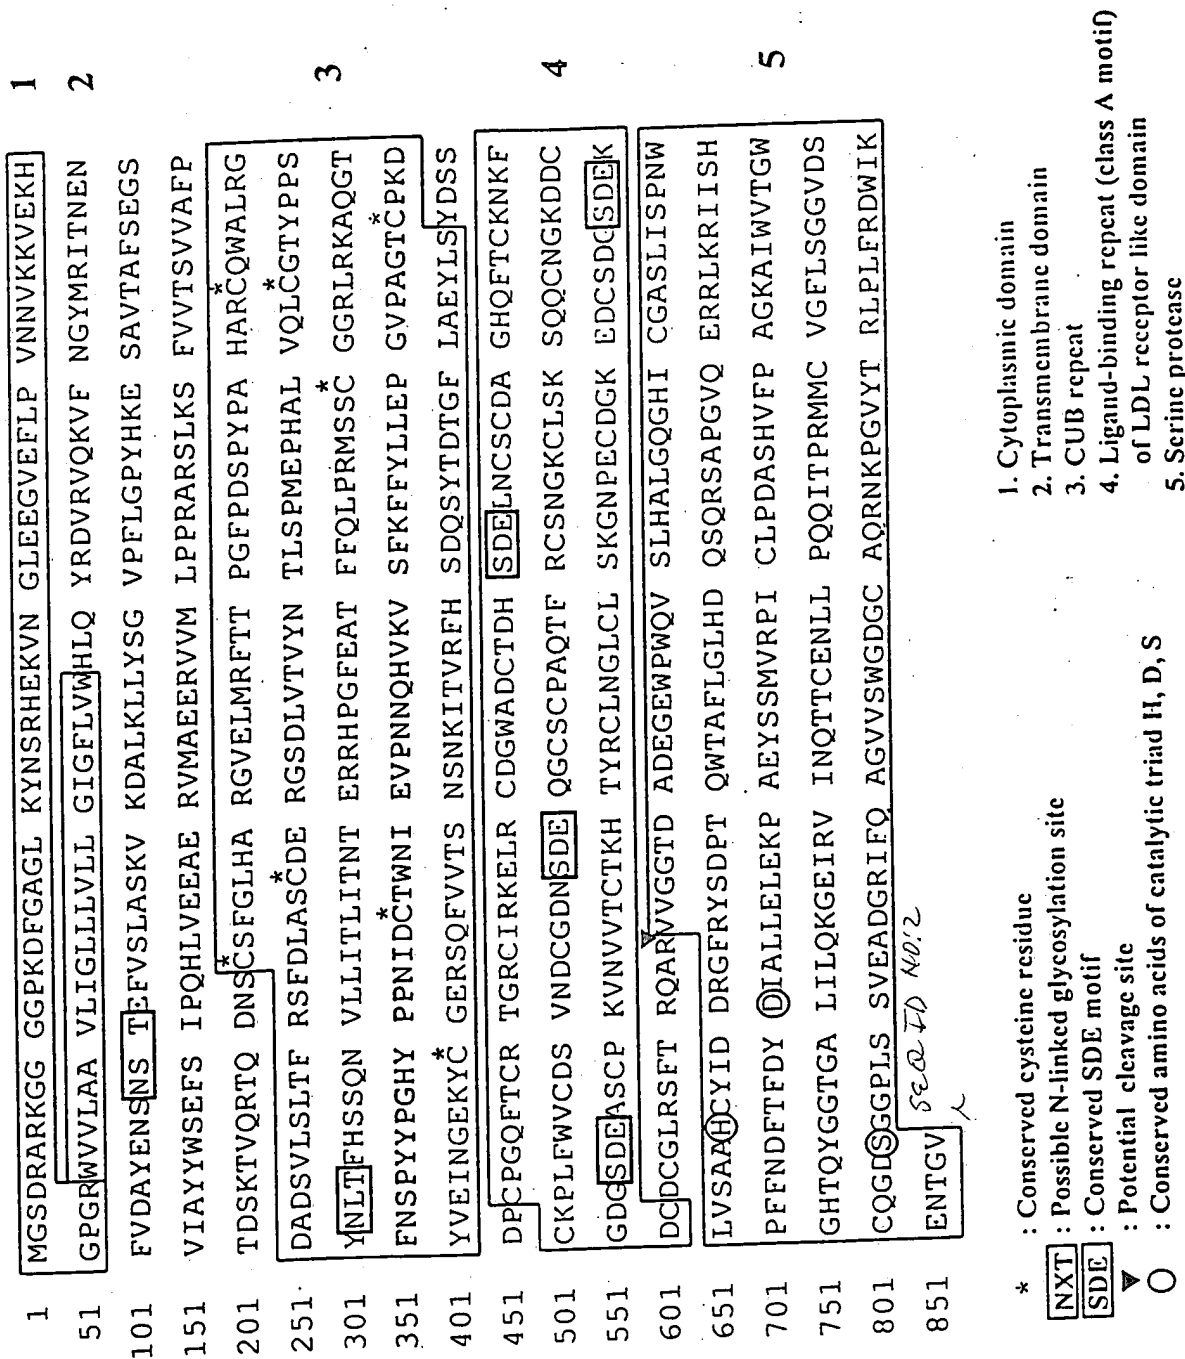 1 MGSDRARKGG GGPKDFGAGL KYNSRHEKVN GLEEGVEFLP VNNVKKVEKH 1
51 GPGRWVVLAA VLIGLLLVLL GIGFLVWHLQ YRDVRVQKVF NGYMRITNEN 2
101 FVDAYENSNS TEFVSLASKV KDALKLLYSG VPFLGPYHKE SAVTAFSEGS
151 VIAYYWSEFS IPQHLVEEAE RVMAEERVVM LPPRARSLKS FVVTSVVAFP
201 TDSKTVQRTQ DNSCSFGLHA RGVELMRFTT PGFPDSPYPA HARCQWALRG
251 DADSVLSLTF RSFDLASCDE RGSDLVTVYN TLSPMEPHAL VQLCGTYPPS 3
301 YNLTFHSSQN VLLITLITNT ERRHPGFEAT FFQLPRMSSC GGRLRKAQGT
351 FNSPYYPGHY PPNIDCTWNI EVPNNQHVKV SFKFFYLLEP GVPAGTCPKD
401 YVEINGEKYC GERSQFVVTS NSNKITVRFH SDQSYTDTGF LAEYLSYDSS
451 DPCPGQFTCR TGRCIRKELR CDGWADCTDH SDELNCSCDA GHQFTCKNKF
501 CKPLFWVCDS VNDCGDNSDE QGCSCPAQTF RCSNGKCLSK SQQCNGKDDC 4
551 GDGSDEASCP KVNVVTCTKH TYRCLNGLCL SKGNPECDGK EDCSDGSDEK
601 DCDCGLRSFT RQARVVGGTD ADEGEWPWQV SLHALGQGHI CGASLISPNW
651 LVSAAHCYID DRGFRYSDPT QWTAFLGLHD QSQRSAPGVQ ERRLKRIISH
701 PFFNDFTFDY DIALLELEKP AEYSSMVRPI CLPDASHVFP AGKAIWVTGW 5
751 GHTQYGGTGA LILQKGEIRV INQTTCENLL PQQITPRMMC VGFLSGGVDS
801 CQGDSGGPLS SVEADGRIFQ AGVVSWGDGC AQRNKPGVYT RLPLFRDWIK
851 ENTGV SEQ ID NO:2
* : Conserved cysteine residue
NXT : Possible N-linked glycosylation site
SDE : Conserved SDE motif
▼ : Potential cleavage site
○ : Conserved amino acids of catalytic triad H, D, S
1. Cytoplasmic domain
2. Transmembrane domain
3. CUB repeat
4. Ligand-binding repeat (class A motif)
of LDL receptor like domain
5. Serine protease